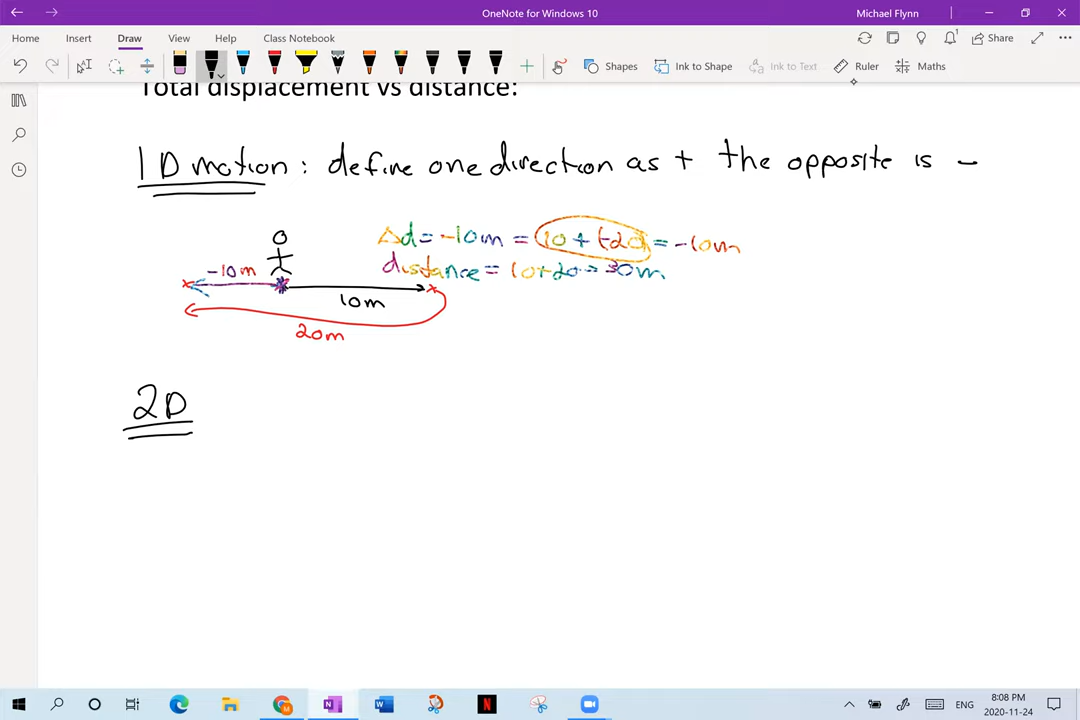 OneNote for Windows 10
Michael Flynn
Home Insert Draw View Help Class Notebook
Share
Shapes Ink to Shape Ink to Text Ruler Maths
Total displacement vs distance:
1D motion: define one direction as + the opposite is -
Δd = -10m = 10 + (-20) = -10m
distance = 10+20 = 30m
-10m
10m
20m
2D
ENG
8:08 PM
2020-11-24